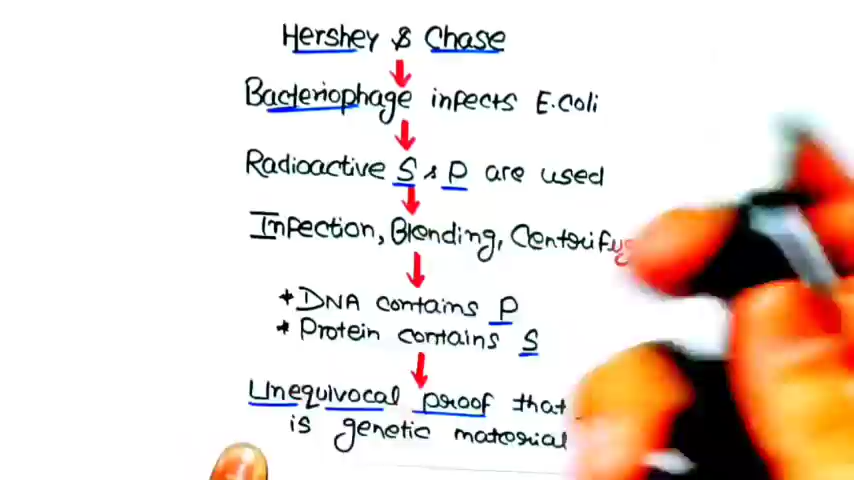 Hershey & Chase
Bacteriophage infects E.Coli
Radioactive S & P are used
Infection, Blending, Centrifug
* DNA contains P
* Protein contains S
Unequivocal proof that
is genetic material